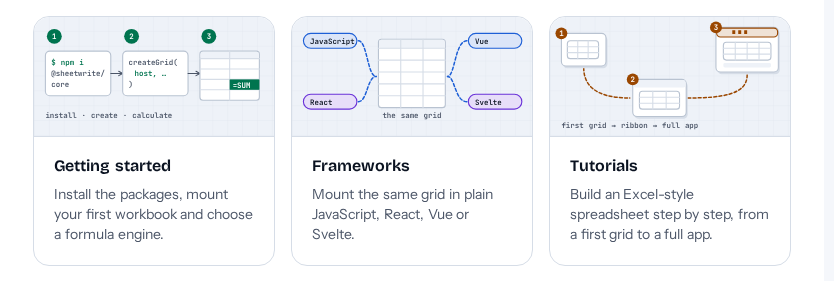 1
2
3
$ npm i
@sheetwrite/
core
createGrid(
host, …
)
=SUM
install · create · calculate
Getting started
Install the packages, mount
your first workbook and choose
a formula engine.
JavaScript
Vue
React
Svelte
the same grid
Frameworks
Mount the same grid in plain
JavaScript, React, Vue or
Svelte.
1
2
3
first grid → ribbon → full app
Tutorials
Build an Excel-style
spreadsheet step by step, from
a first grid to a full app.